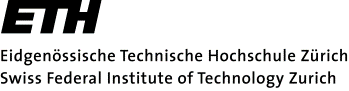 ETH
Eidgenössische Technische Hochschule Zürich
Swiss Federal Institute of Technology Zurich